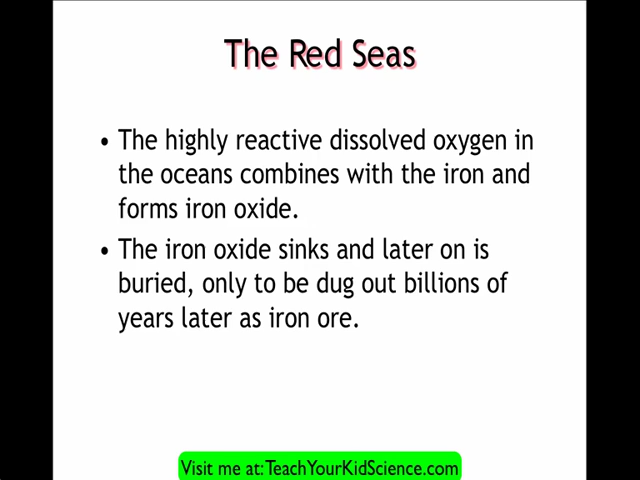 The Red Seas
• The highly reactive dissolved oxygen in
the oceans combines with the iron and
forms iron oxide.
• The iron oxide sinks and later on is
buried, only to be dug out billions of
years later as iron ore.
Visit me at: TeachYourKidScience.com